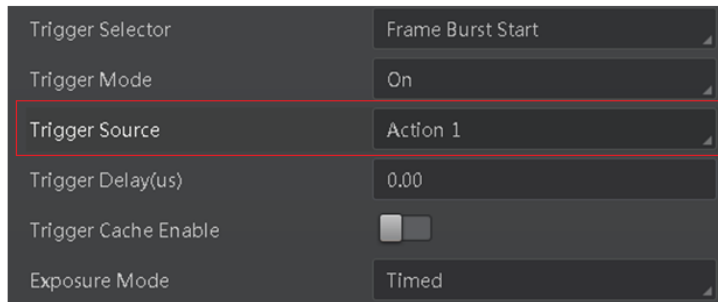 Trigger Selector Frame Burst Start
Trigger Mode On
Trigger Source Action 1
Trigger Delay(us) 0.00
Trigger Cache Enable
Exposure Mode Timed